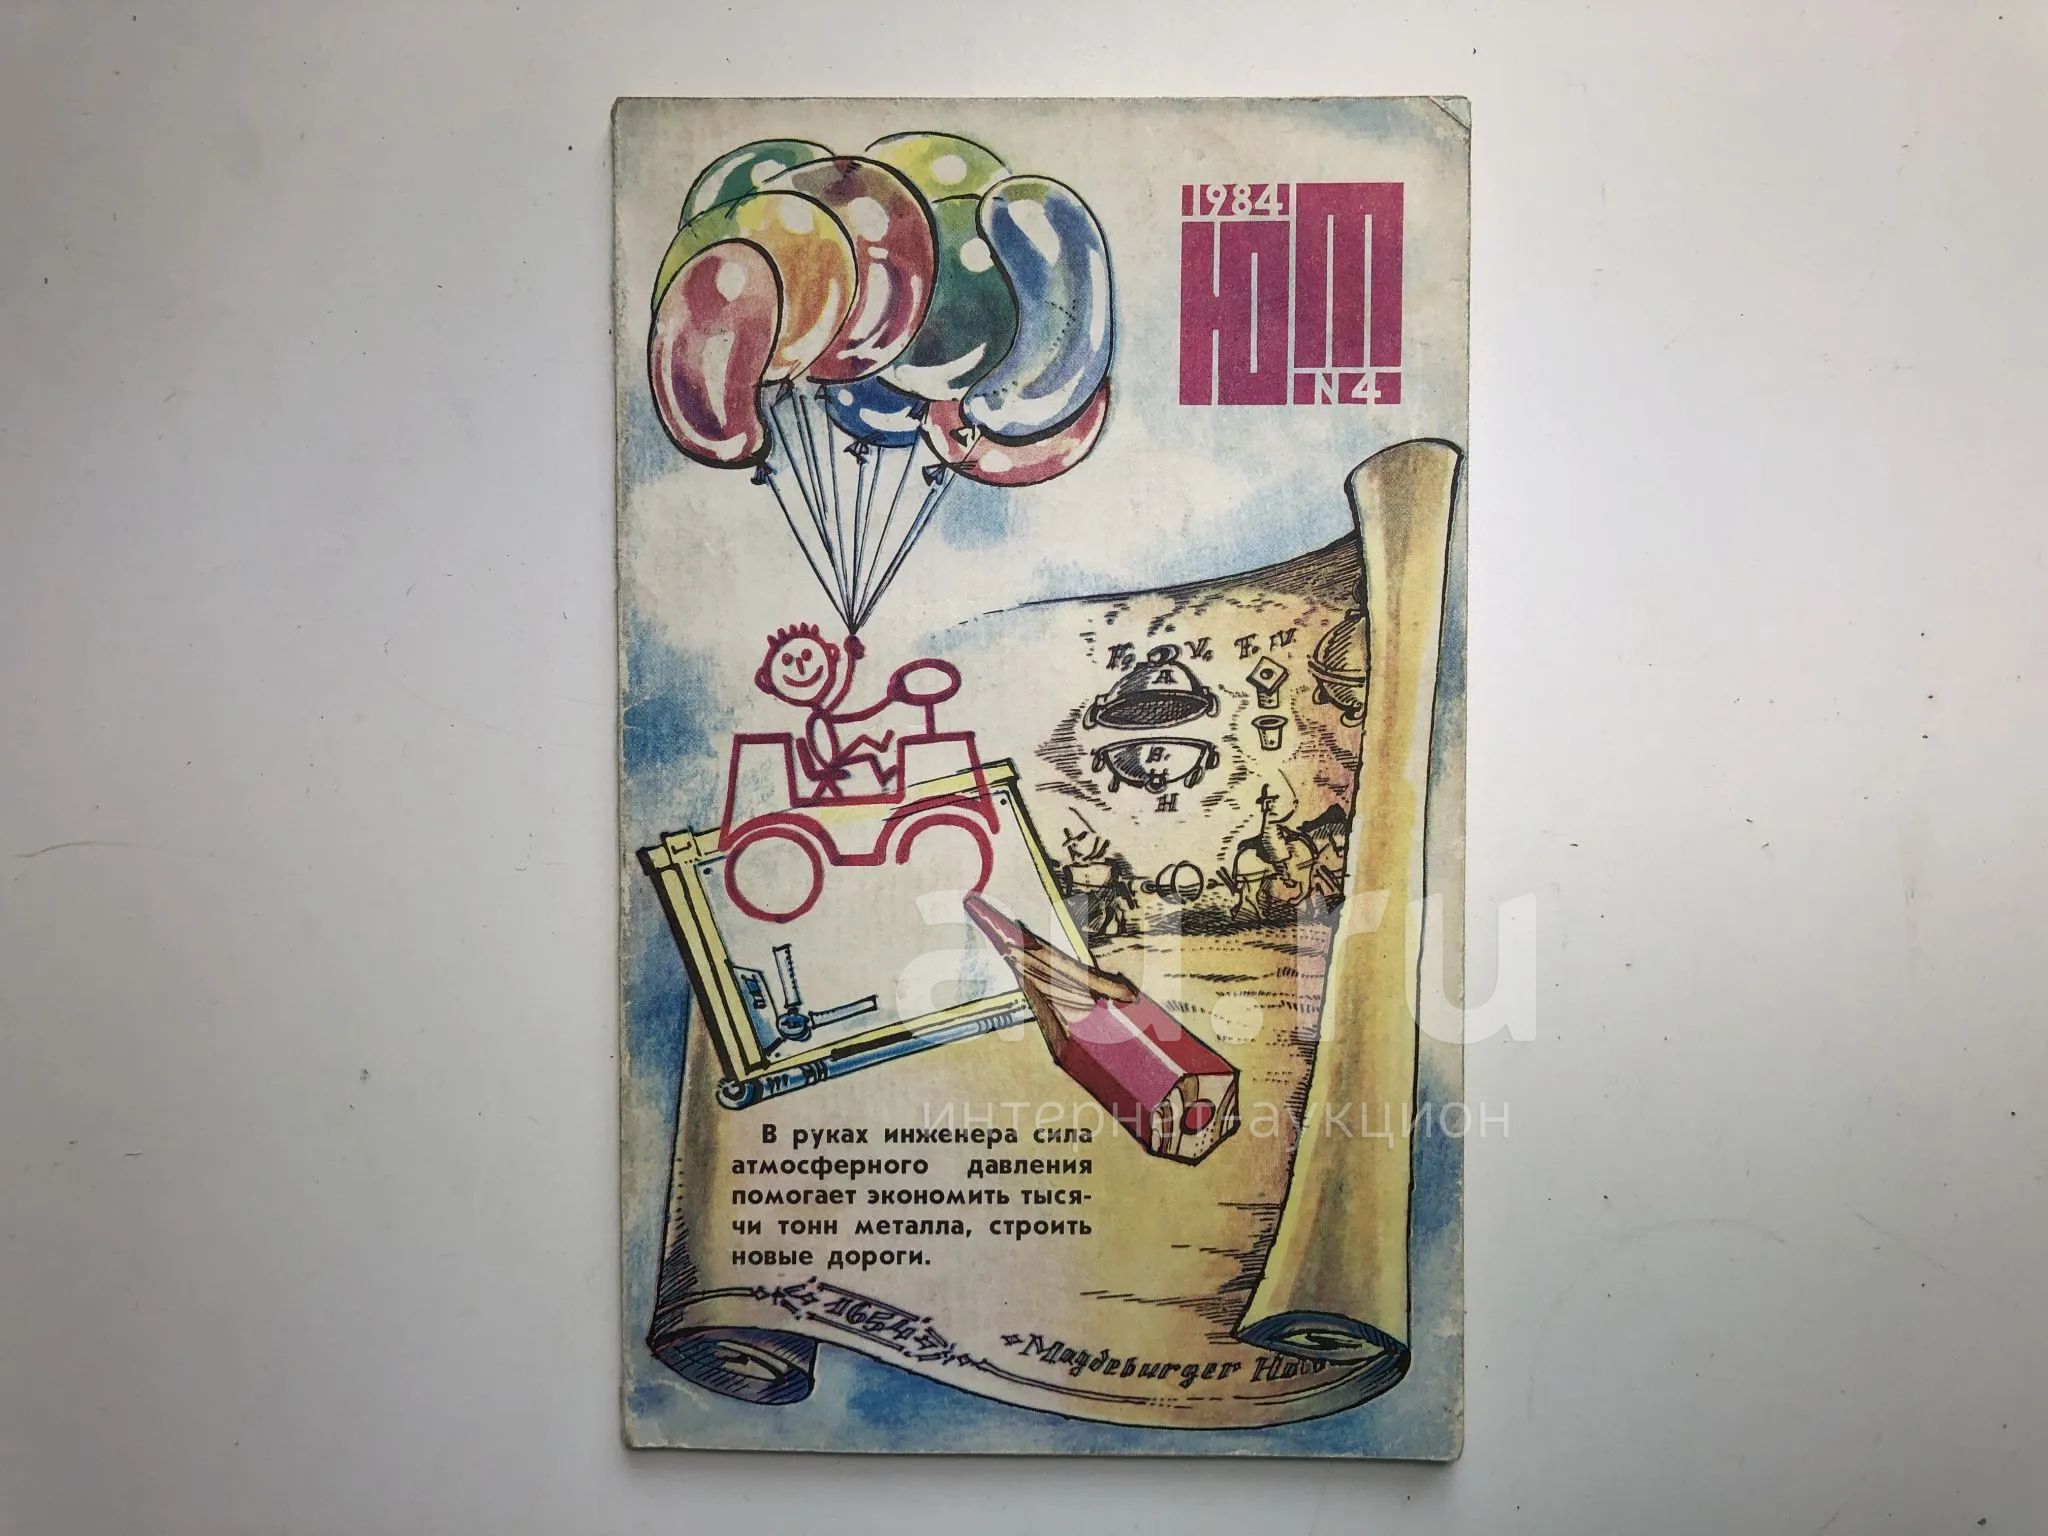 1984
ЮТ
N 4
В руках инженера сила
атмосферного давления
помогает экономить тыся-
чи тонн металла, строить
новые дороги.
1654
Magdeburger
A
B.
H
au.ru
интернет-аукцион